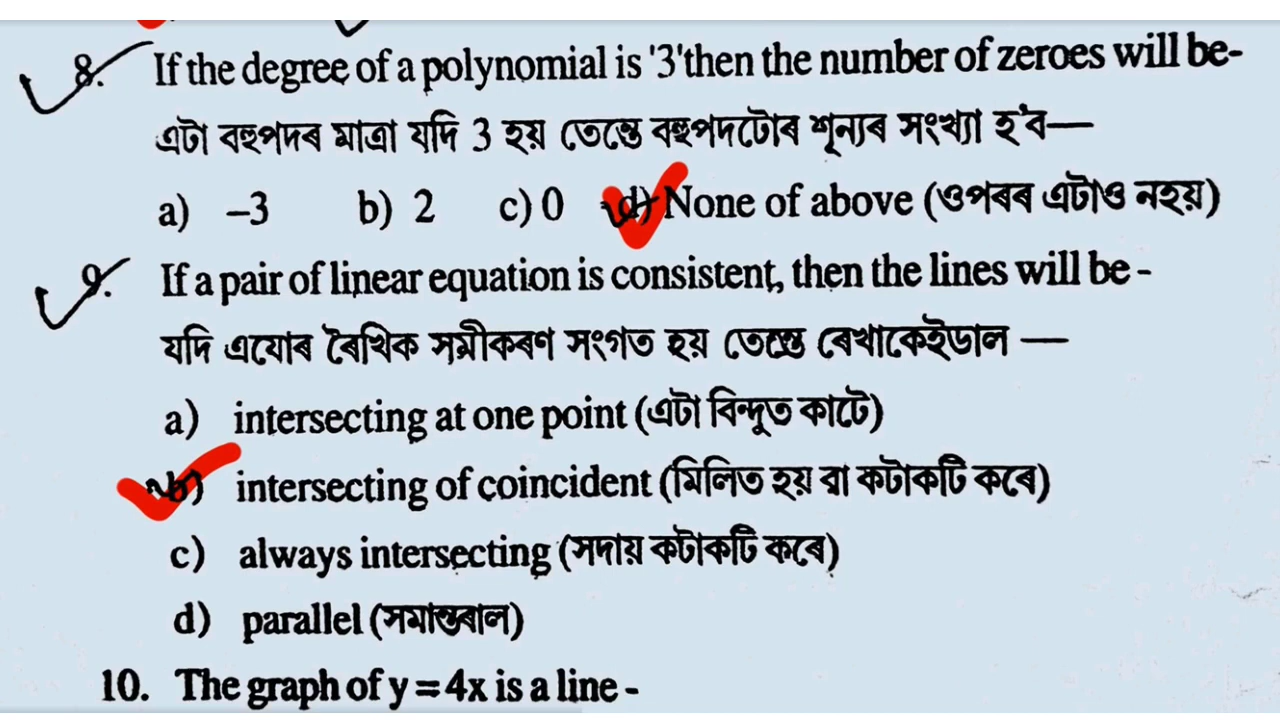 8. If the degree of a polynomial is '3'then the number of zeroes will be-
এটা বহুপদৰ মাত্ৰা যদি 3 হয় তেন্তে বহুপদটোৰ শূন্যৰ সংখ্যা হ'ব—
a) –3 b) 2 c) 0 d) None of above (ওপৰৰ এটাও নহয়)
9. If a pair of linear equation is consistent, then the lines will be -
যদি এযোৰ ৰৈখিক সমীকৰণ সংগত হয় তেন্তে ৰেখাকেইডাল —
a) intersecting at one point (এটা বিন্দুত কাটে)
b) intersecting of coincident (মিলিত হয় বা কটাকটি কৰে)
c) always intersecting (সদায় কটাকটি কৰে)
d) parallel (সমান্তৰাল)
10. The graph of y = 4x is a line -